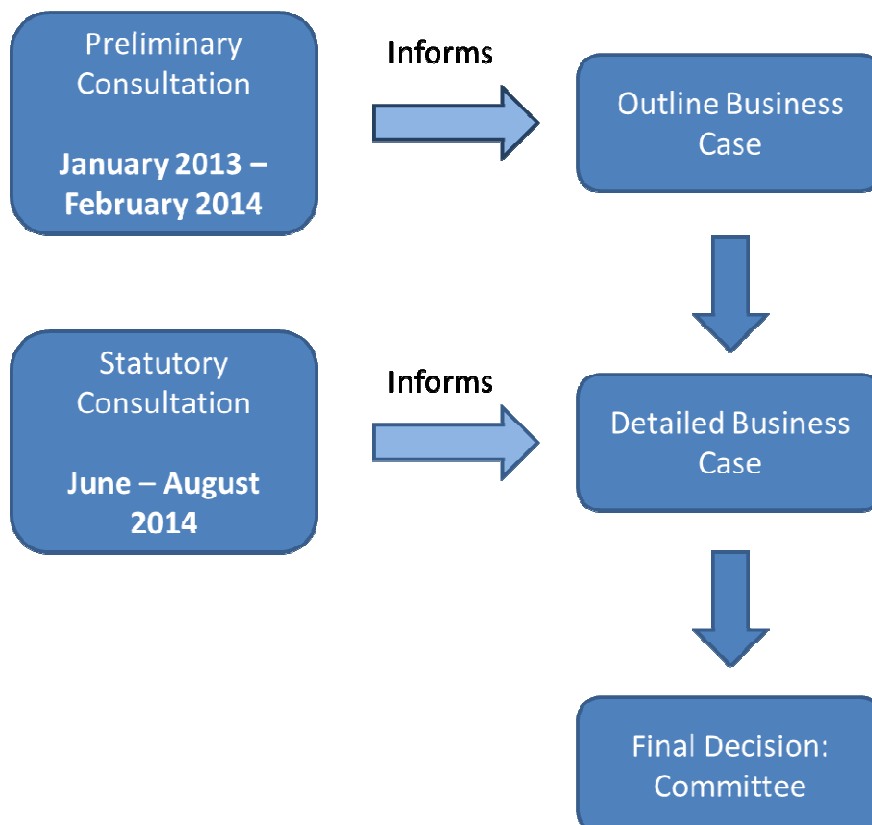 Preliminary
Consultation
January 2013 –
February 2014
Informs
Outline Business
Case
Statutory
Consultation
June – August
2014
Informs
Detailed Business
Case
Final Decision:
Committee